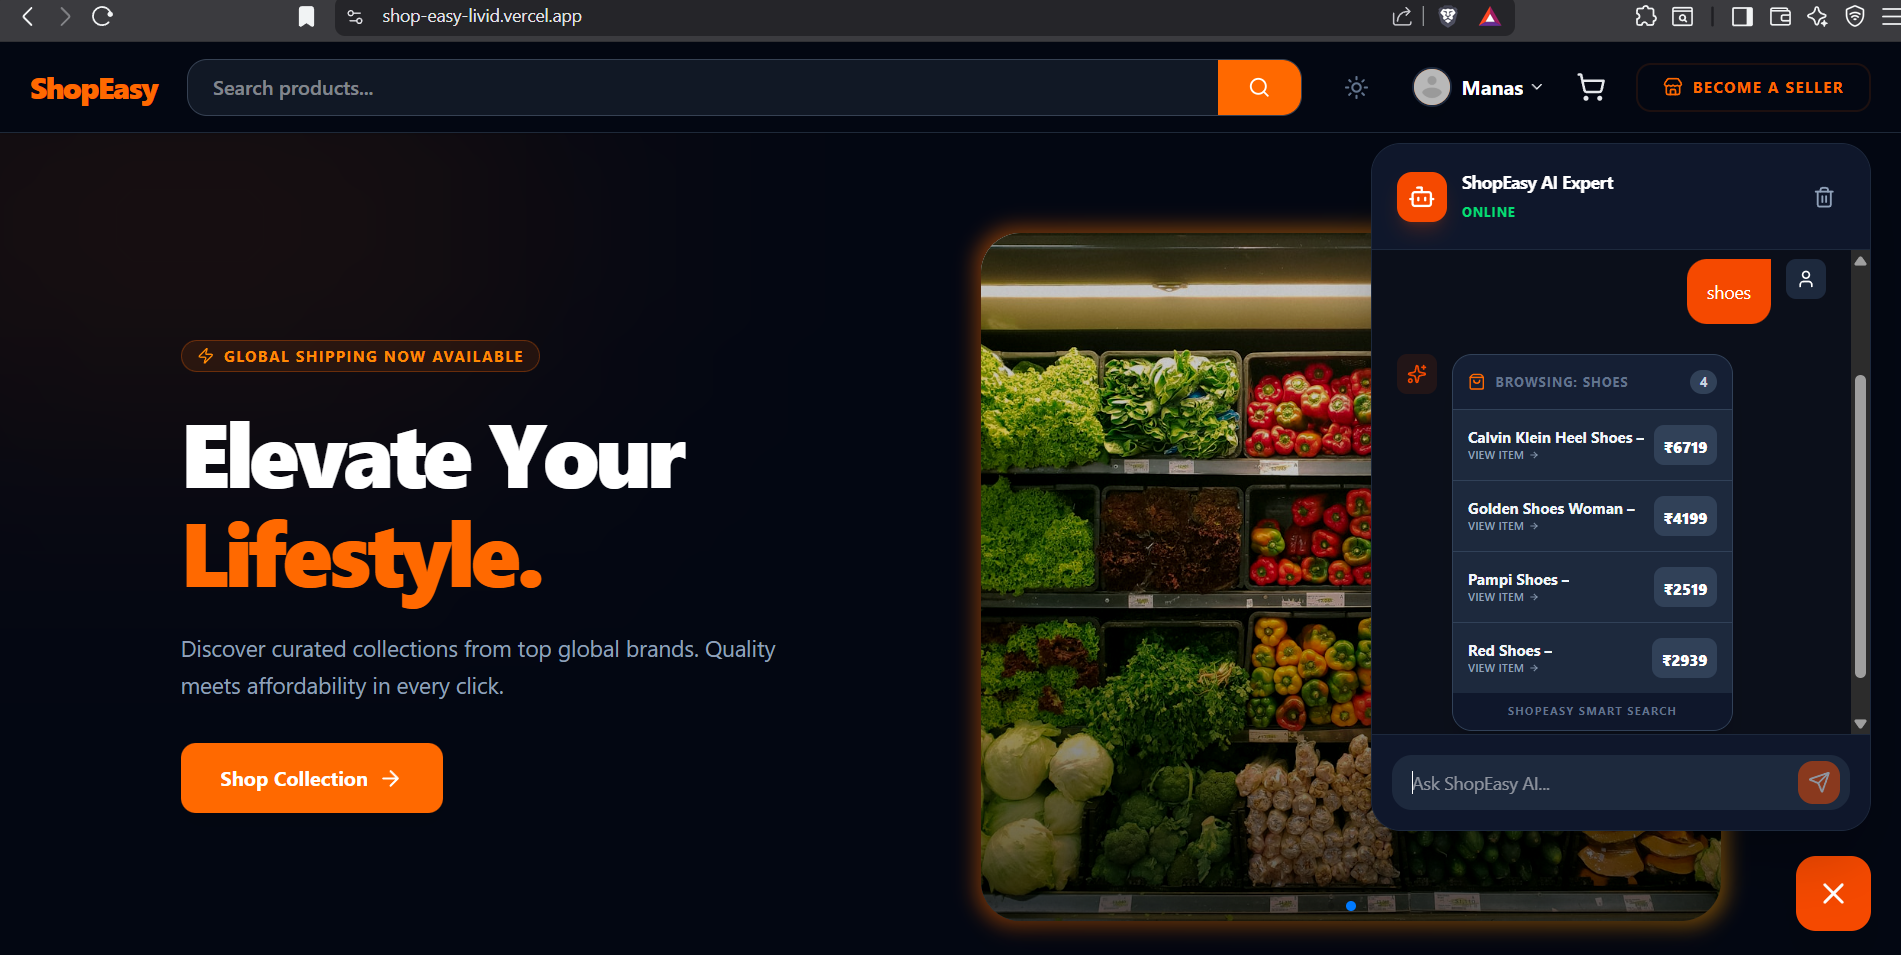 shop-easy-livid.vercel.app
ShopEasy
Search products...
Manas
BECOME A SELLER
GLOBAL SHIPPING NOW AVAILABLE
Elevate Your
Lifestyle.
Discover curated collections from top global brands. Quality
meets affordability in every click.
Shop Collection
ShopEasy AI Expert
ONLINE
shoes
BROWSING: SHOES 4
Calvin Klein Heel Shoes – ₹6719
VIEW ITEM →
Golden Shoes Woman – ₹4199
VIEW ITEM →
Pampi Shoes – ₹2519
VIEW ITEM →
Red Shoes – ₹2939
VIEW ITEM →
SHOPEASY SMART SEARCH
Ask ShopEasy AI...